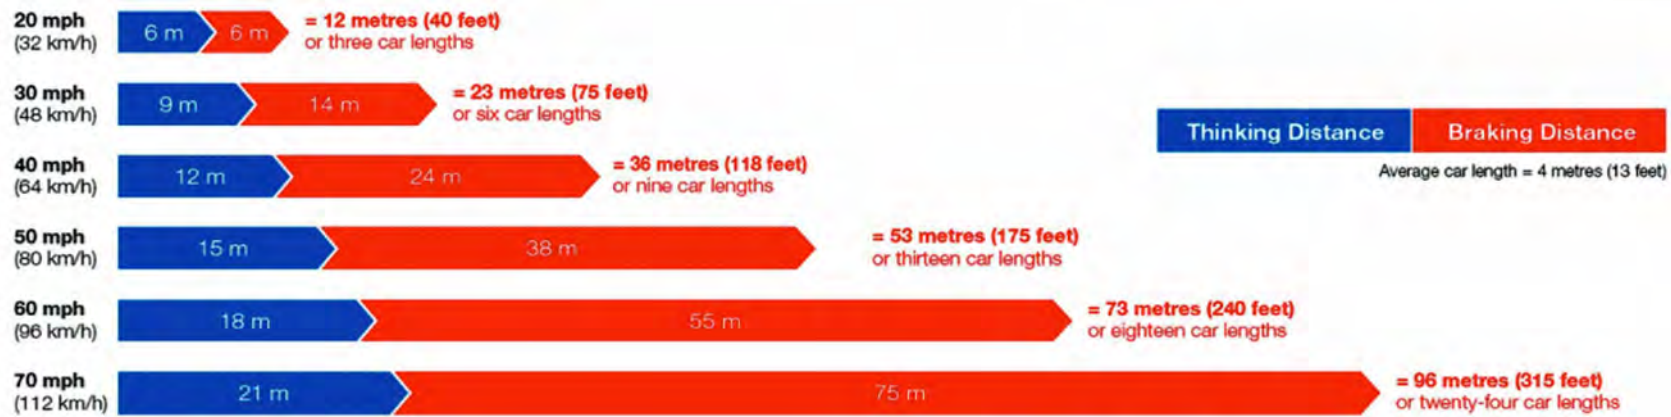 20 mph
(32 km/h)
6 m
6 m
= 12 metres (40 feet)
or three car lengths
30 mph
(48 km/h)
9 m
14 m
= 23 metres (75 feet)
or six car lengths
Thinking Distance
Braking Distance
Average car length = 4 metres (13 feet)
40 mph
(64 km/h)
12 m
24 m
= 36 metres (118 feet)
or nine car lengths
50 mph
(80 km/h)
15 m
38 m
= 53 metres (175 feet)
or thirteen car lengths
60 mph
(96 km/h)
18 m
55 m
= 73 metres (240 feet)
or eighteen car lengths
70 mph
(112 km/h)
21 m
75 m
= 96 metres (315 feet)
or twenty-four car lengths